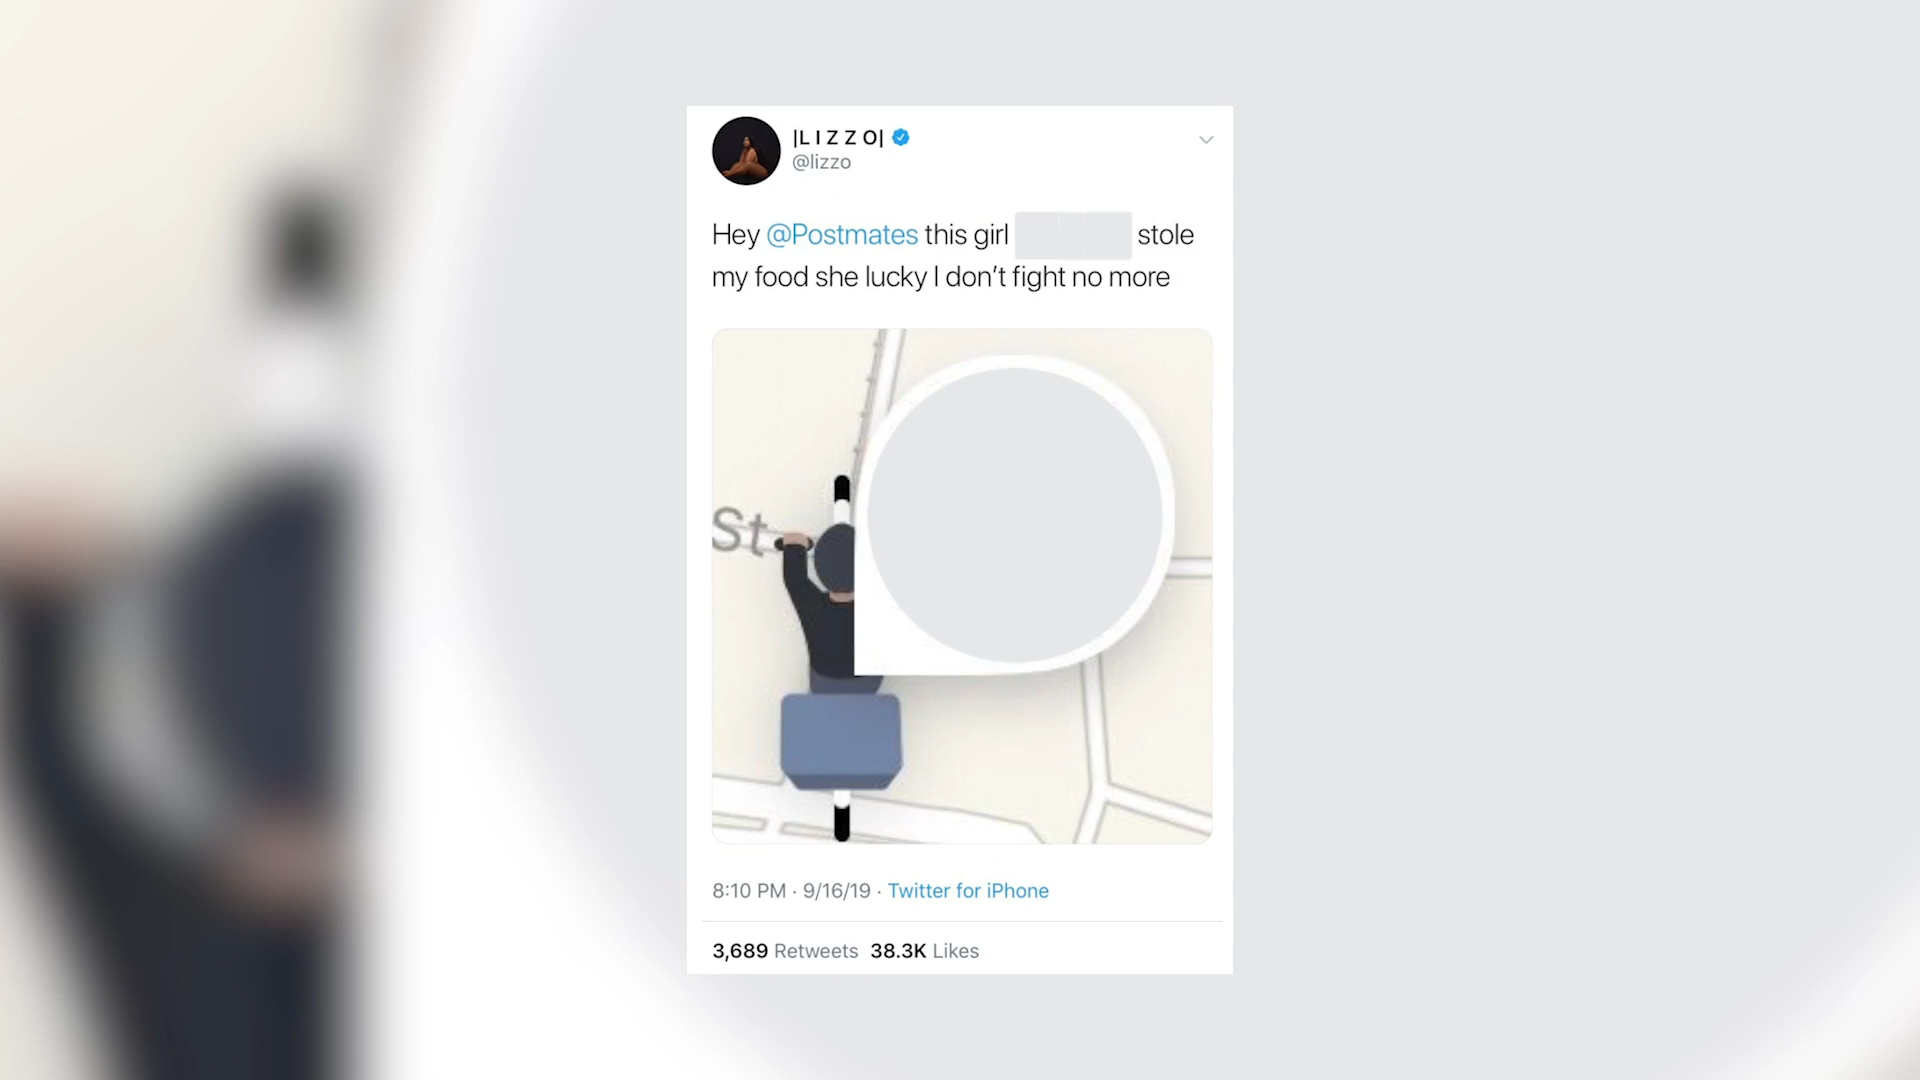 |L I Z Z O|
@lizzo
Hey @Postmates this girl stole
my food she lucky I don’t fight no more
St
8:10 PM · 9/16/19 · Twitter for iPhone
3,689 Retweets 38.3K Likes